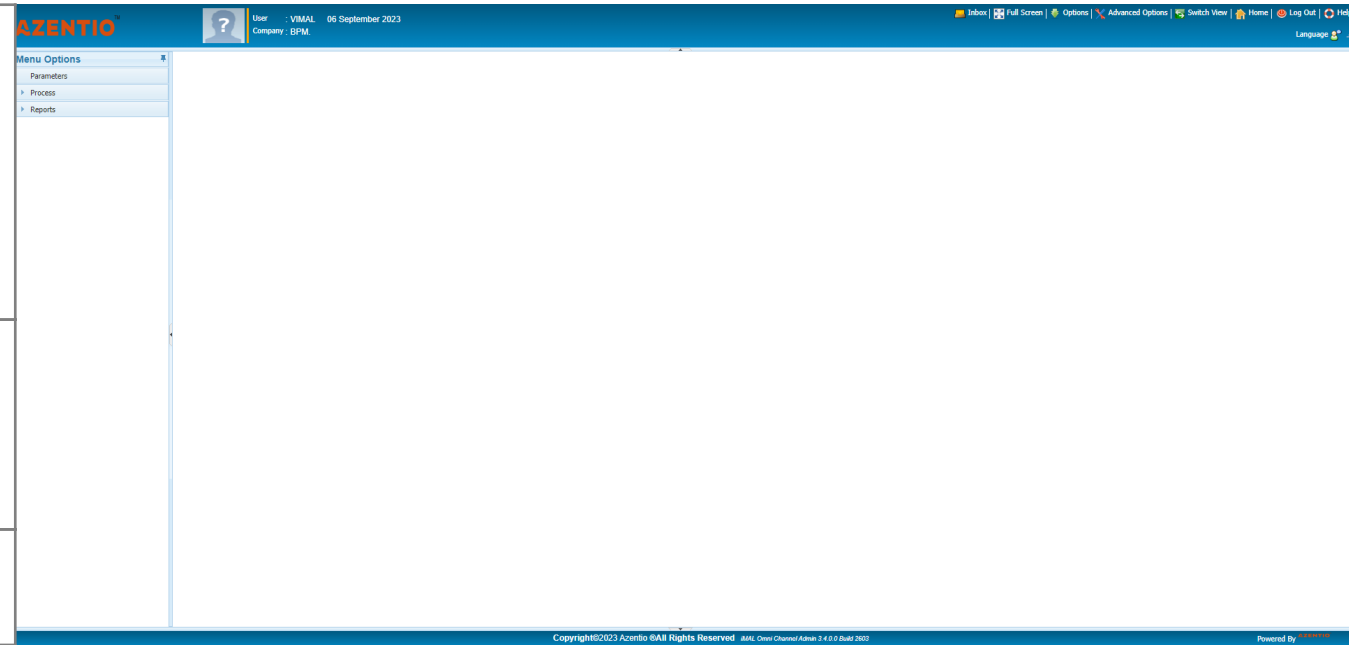 AZENTIO
User : VIMAL 06 September 2023
Company : BPM.
Inbox | Full Screen | Options | Advanced Options | Switch View | Home | Log Out | Hel
Language
Menu Options
Parameters
Process
Reports
Copyright©2023 Azentio ®All Rights Reserved iMAL Omni Channel Admin 3.4.0.0 Build 2603
Powered By AZENTIO